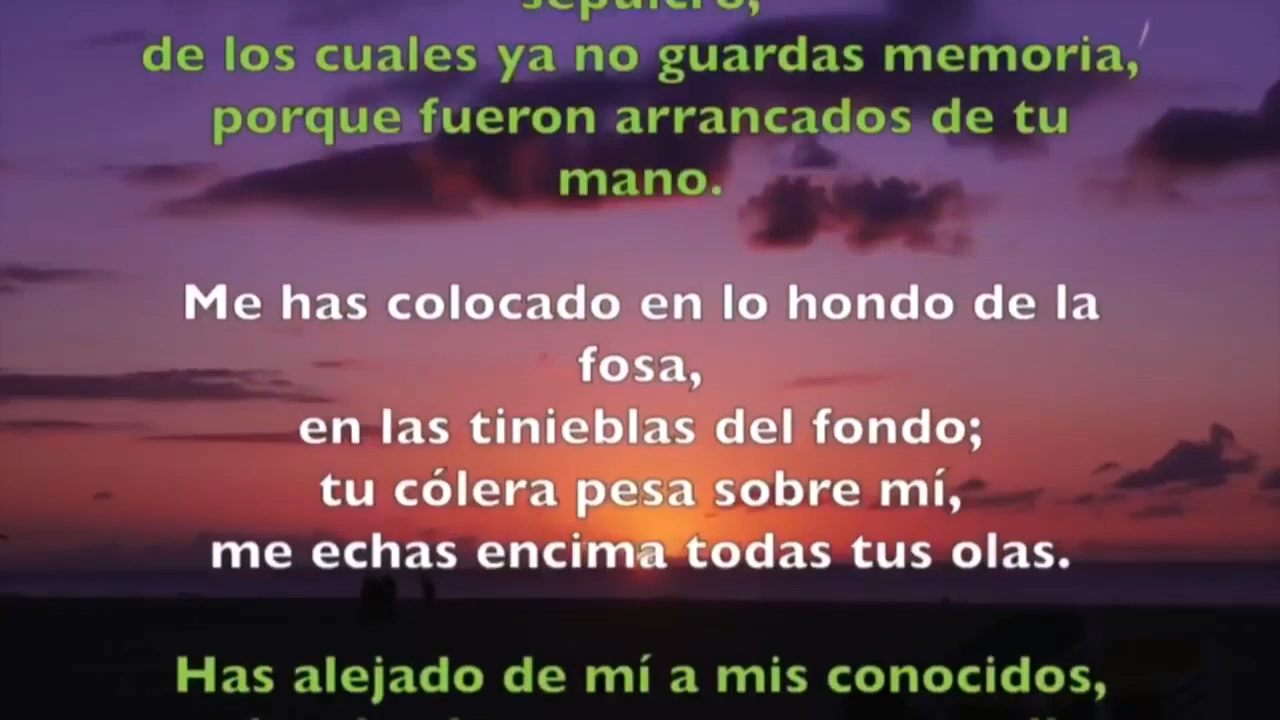 sepulcro,
de los cuales ya no guardas memoria,
porque fueron arrancados de tu
mano.
Me has colocado en lo hondo de la
fosa,
en las tinieblas del fondo;
tu cólera pesa sobre mí,
me echas encima todas tus olas.
Has alejado de mí a mis conocidos,